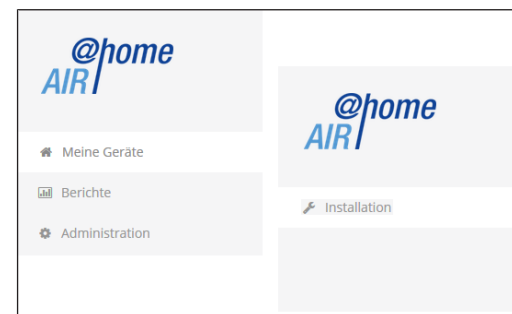 @home
AIR
Meine Geräte
Berichte
Administration
@home
AIR
Installation